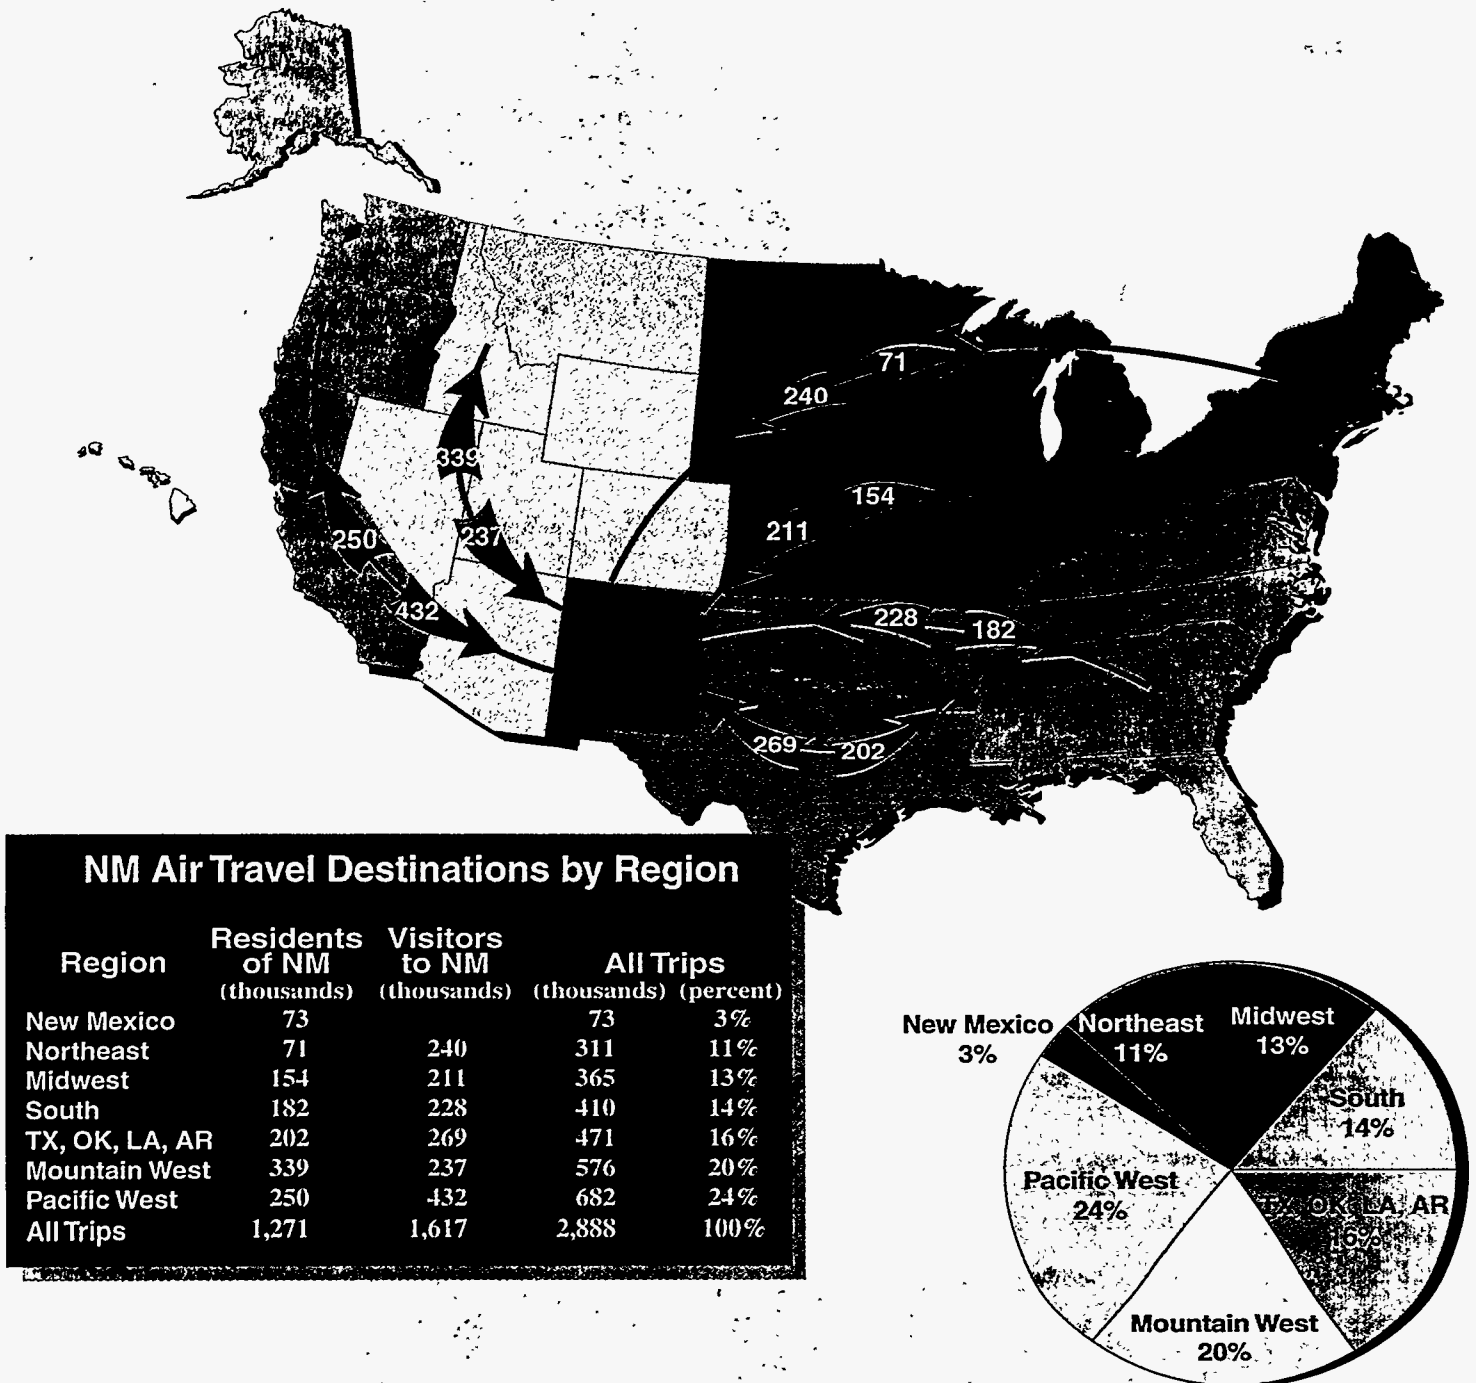 71
240
339
154
211
237
250
432
228
182
269
202
NM Air Travel Destinations by Region
Region Residents of NM (thousands) Visitors to NM (thousands) All Trips (thousands) (percent)
New Mexico 73 73 3%
Northeast 71 240 311 11%
Midwest 154 211 365 13%
South 182 228 410 14%
TX, OK, LA, AR 202 269 471 16%
Mountain West 339 237 576 20%
Pacific West 250 432 682 24%
All Trips 1,271 1,617 2,888 100%
New Mexico
3%
Northeast
11%
Midwest
13%
South
14%
TX, OK, LA, AR
16%
Pacific West
24%
Mountain West
20%